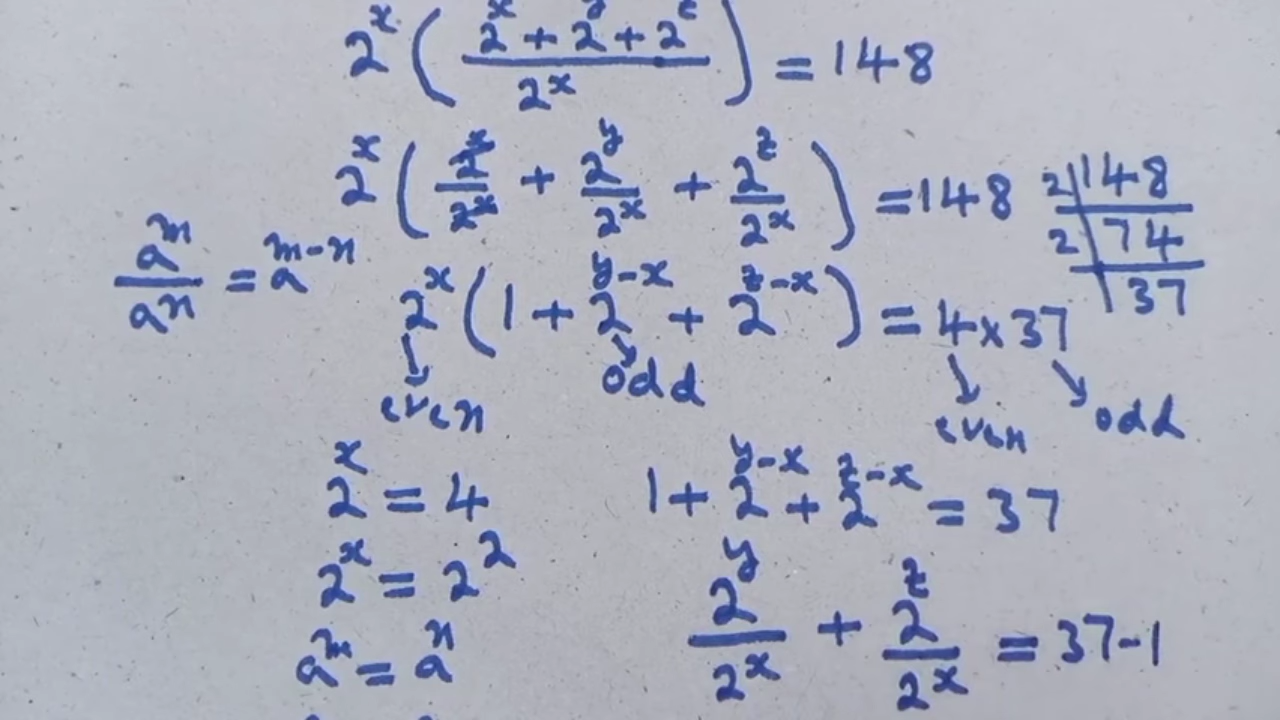 2^x ( (2^x + 2^y + 2^z) / 2^x ) = 148
2^x ( 2^x/2^x + 2^y/2^x + 2^z/2^x ) = 148
2 | 148
2 | 74
| 37
a^m/a^n = a^(m-n)
2^x ( 1 + 2^(y-x) + 2^(z-x) ) = 4 x 37
even odd even odd
2^x = 4
1 + 2^(y-x) + 2^(z-x) = 37
2^x = 2^2
2^y/2^x + 2^z/2^x = 37-1
a^m = a^n